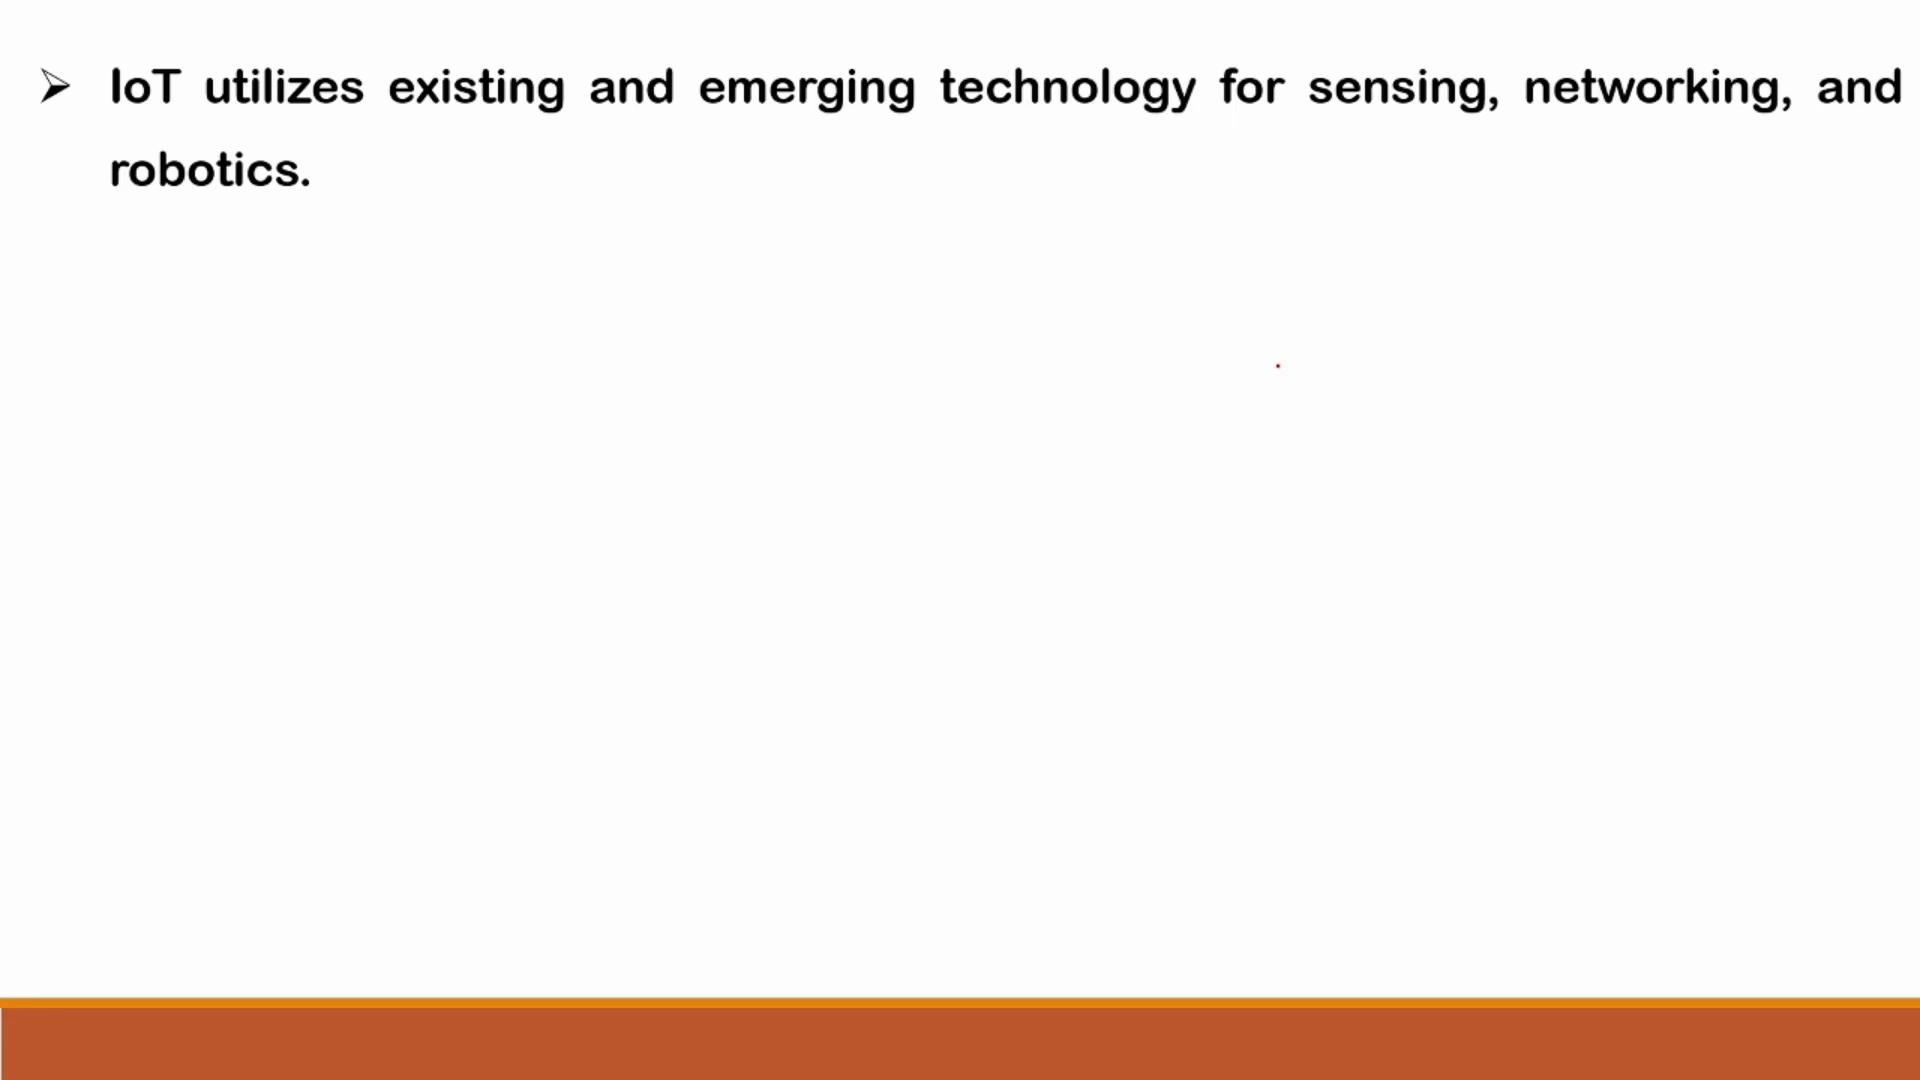 ➢ IoT utilizes existing and emerging technology for sensing, networking, and
robotics.